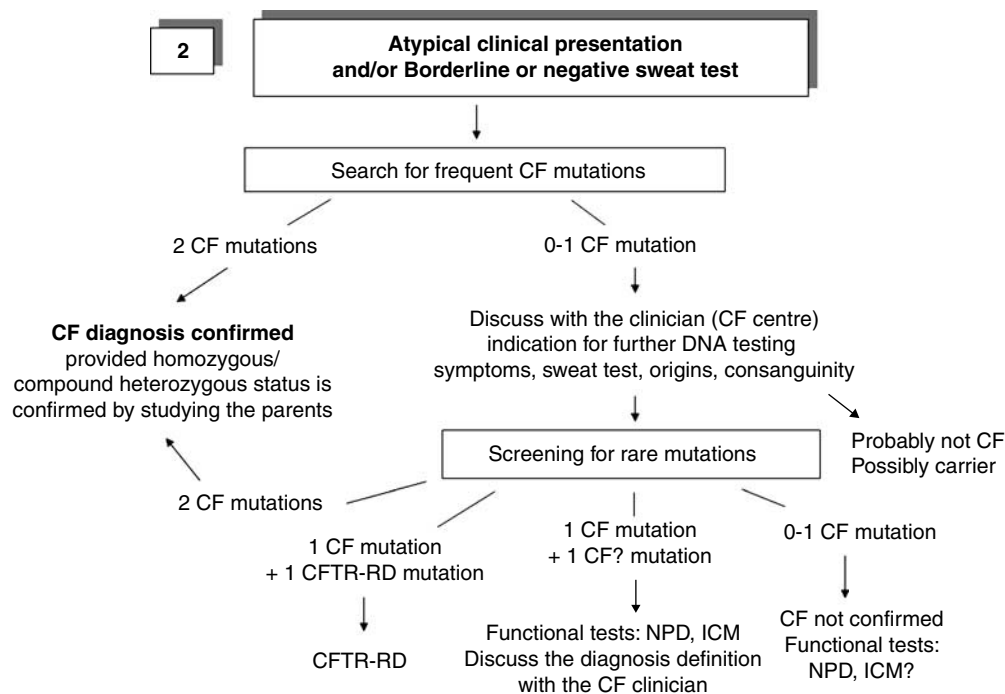 2
Atypical clinical presentation
and/or Borderline or negative sweat test
Search for frequent CF mutations
2 CF mutations
0-1 CF mutation
CF diagnosis confirmed
provided homozygous/
compound heterozygous status is
confirmed by studying the parents
Discuss with the clinician (CF centre)
indication for further DNA testing
symptoms, sweat test, origins, consanguinity
Probably not CF
Possibly carrier
Screening for rare mutations
2 CF mutations
1 CF mutation
+ 1 CFTR-RD mutation
1 CF mutation
+ 1 CF? mutation
0-1 CF mutation
CFTR-RD
Functional tests: NPD, ICM
Discuss the diagnosis definition
with the CF clinician
CF not confirmed
Functional tests:
NPD, ICM?